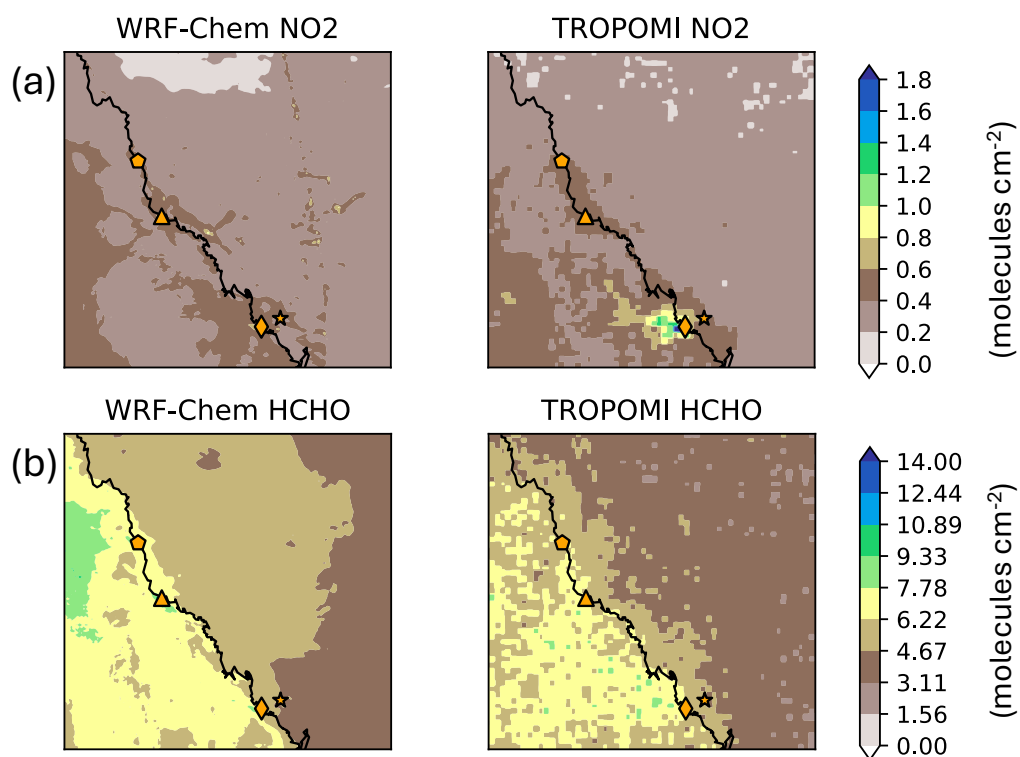 WRF-Chem NO2
TROPOMI NO2
(a)
1.8
1.6
1.4
1.2
1.0
0.8
0.6
0.4
0.2
0.0
(molecules cm-2)
WRF-Chem HCHO
TROPOMI HCHO
(b)
14.00
12.44
10.89
9.33
7.78
6.22
4.67
3.11
1.56
0.00
(molecules cm-2)